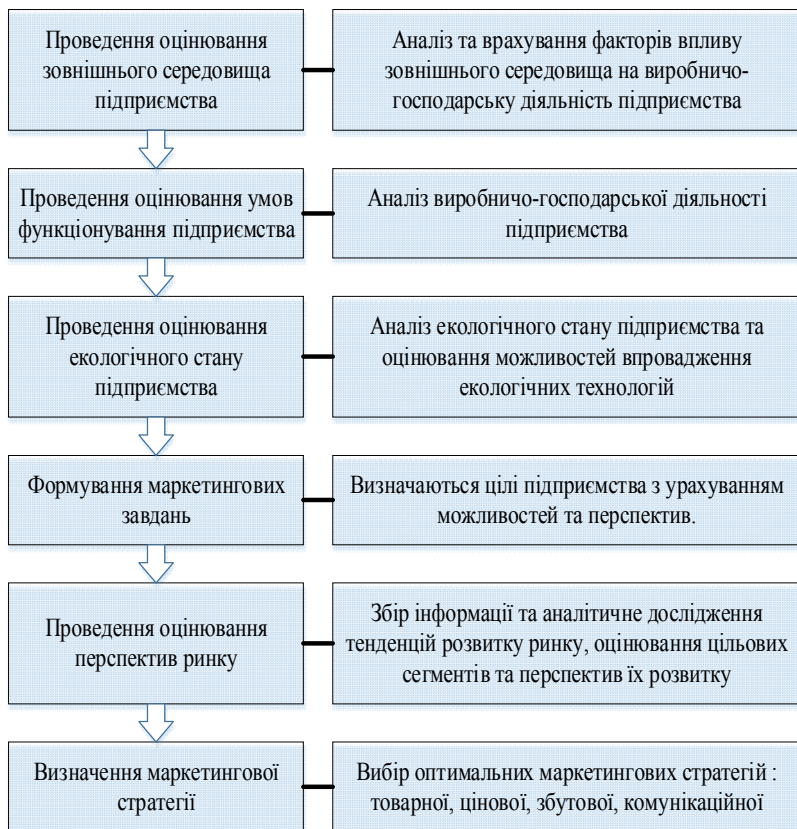 Проведення оцінювання
зовнішнього середовища
підприємства
Аналіз та врахування факторів впливу
зовнішнього середовища на виробничо-
господарську діяльність підприємства
Проведення оцінювання умов
функціонування підприємства
Аналіз виробничо-господарської діяльності
підприємства
Проведення оцінювання
екологічного стану
підприємства
Аналіз екологічного стану підприємства та
оцінювання можливостей впровадження
екологічних технологій
Формування маркетингових
завдань
Визначаються цілі підприємства з урахуванням
можливостей та перспектив.
Проведення оцінювання
перспектив ринку
Збір інформації та аналітичне дослідження
тенденцій розвитку ринку, оцінювання цільових
сегментів та перспектив їх розвитку
Визначення маркетингової
стратегії
Вибір оптимальних маркетингових стратегій :
товарної, цінової, збутової, комунікаційної